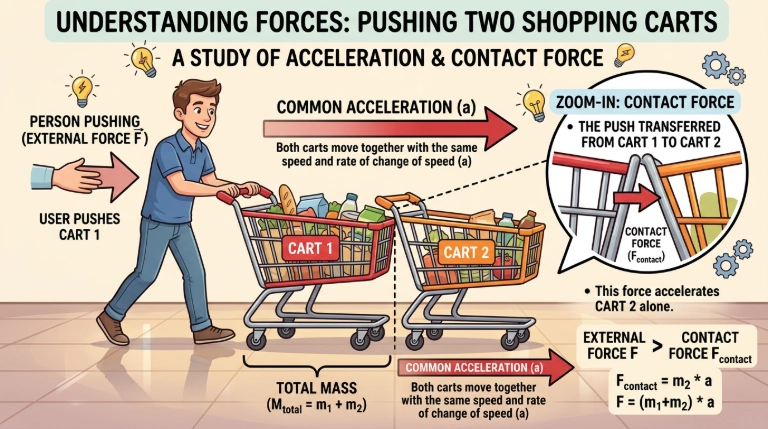 UNDERSTANDING FORCES: PUSHING TWO SHOPPING CARTS
A STUDY OF ACCELERATION & CONTACT FORCE
PERSON PUSHING
(EXTERNAL FORCE F⃗)
USER PUSHES
CART 1
COMMON ACCELERATION (a)
Both carts move together with the same
speed and rate of change of speed (a)
ZOOM-IN: CONTACT FORCE
• THE PUSH TRANSFERRED
FROM CART 1 TO CART 2
CONTACT
FORCE
(F_contact)
• This force accelerates
CART 2 alone.
CART 1
CART 2
TOTAL MASS
(M_total = m₁ + m₂)
COMMON ACCELERATION (a)
Both carts move together
with the same speed and rate
of change of speed (a)
EXTERNAL
FORCE F
>
CONTACT
FORCE F_contact
F_contact = m₂ * a
F = (m₁+m₂) * a